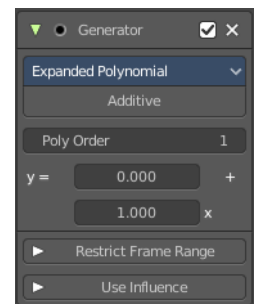 Generator
Expanded Polynomial
Additive
Poly Order 1
y = 0.000 +
1.000 x
Restrict Frame Range
Use Influence